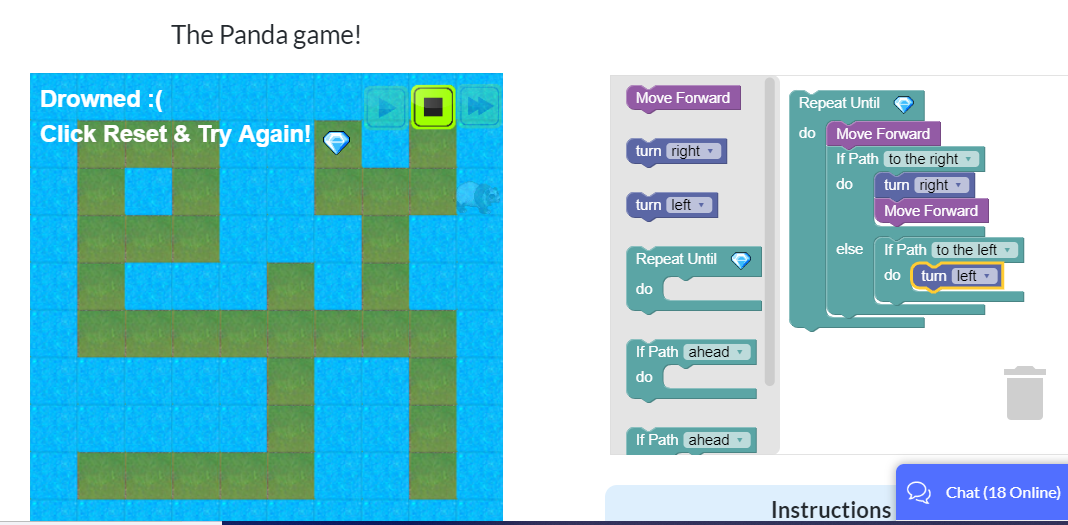 The Panda game!
Drowned :(
Click Reset & Try Again!
Move Forward
turn right
turn left
Repeat Until
do
If Path ahead
do
If Path ahead
Repeat Until
do Move Forward
If Path to the right
do turn right
Move Forward
else If Path to the left
do turn left
Instructions
Chat (18 Online)